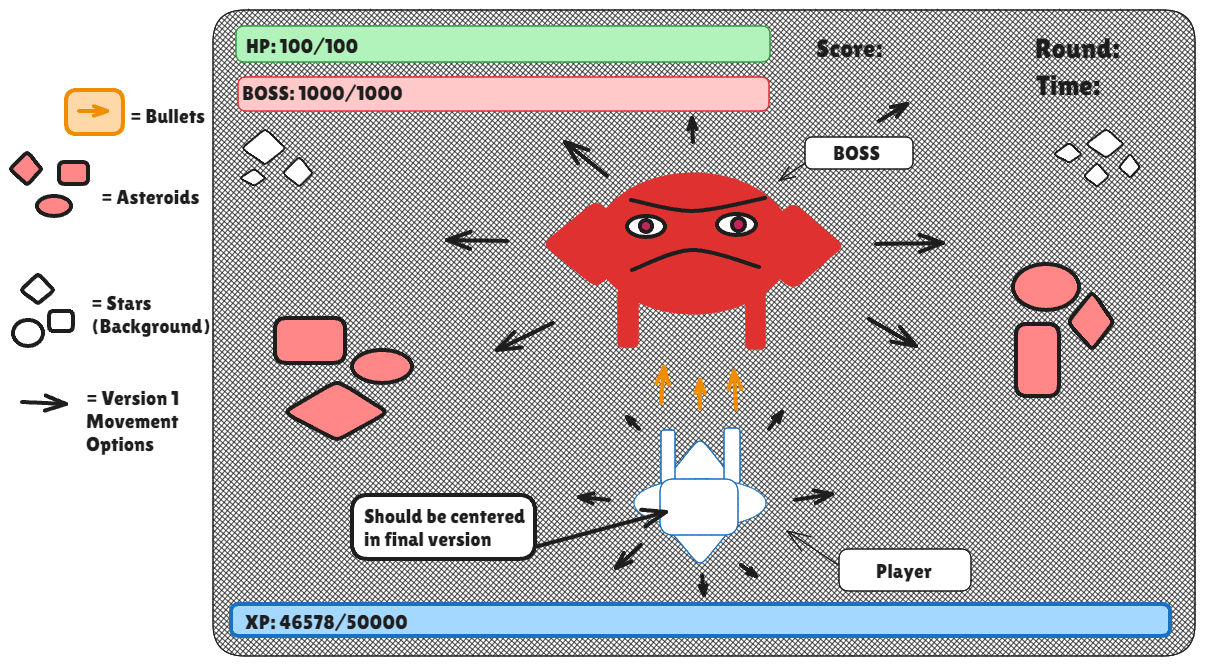 HP: 100/100
Score:
Round:
Time:
BOSS: 1000/1000
= Bullets
BOSS
= Asteroids
= Stars
(Background)
= Version 1
Movement
Options
Should be centered
in final version
Player
XP: 46578/50000